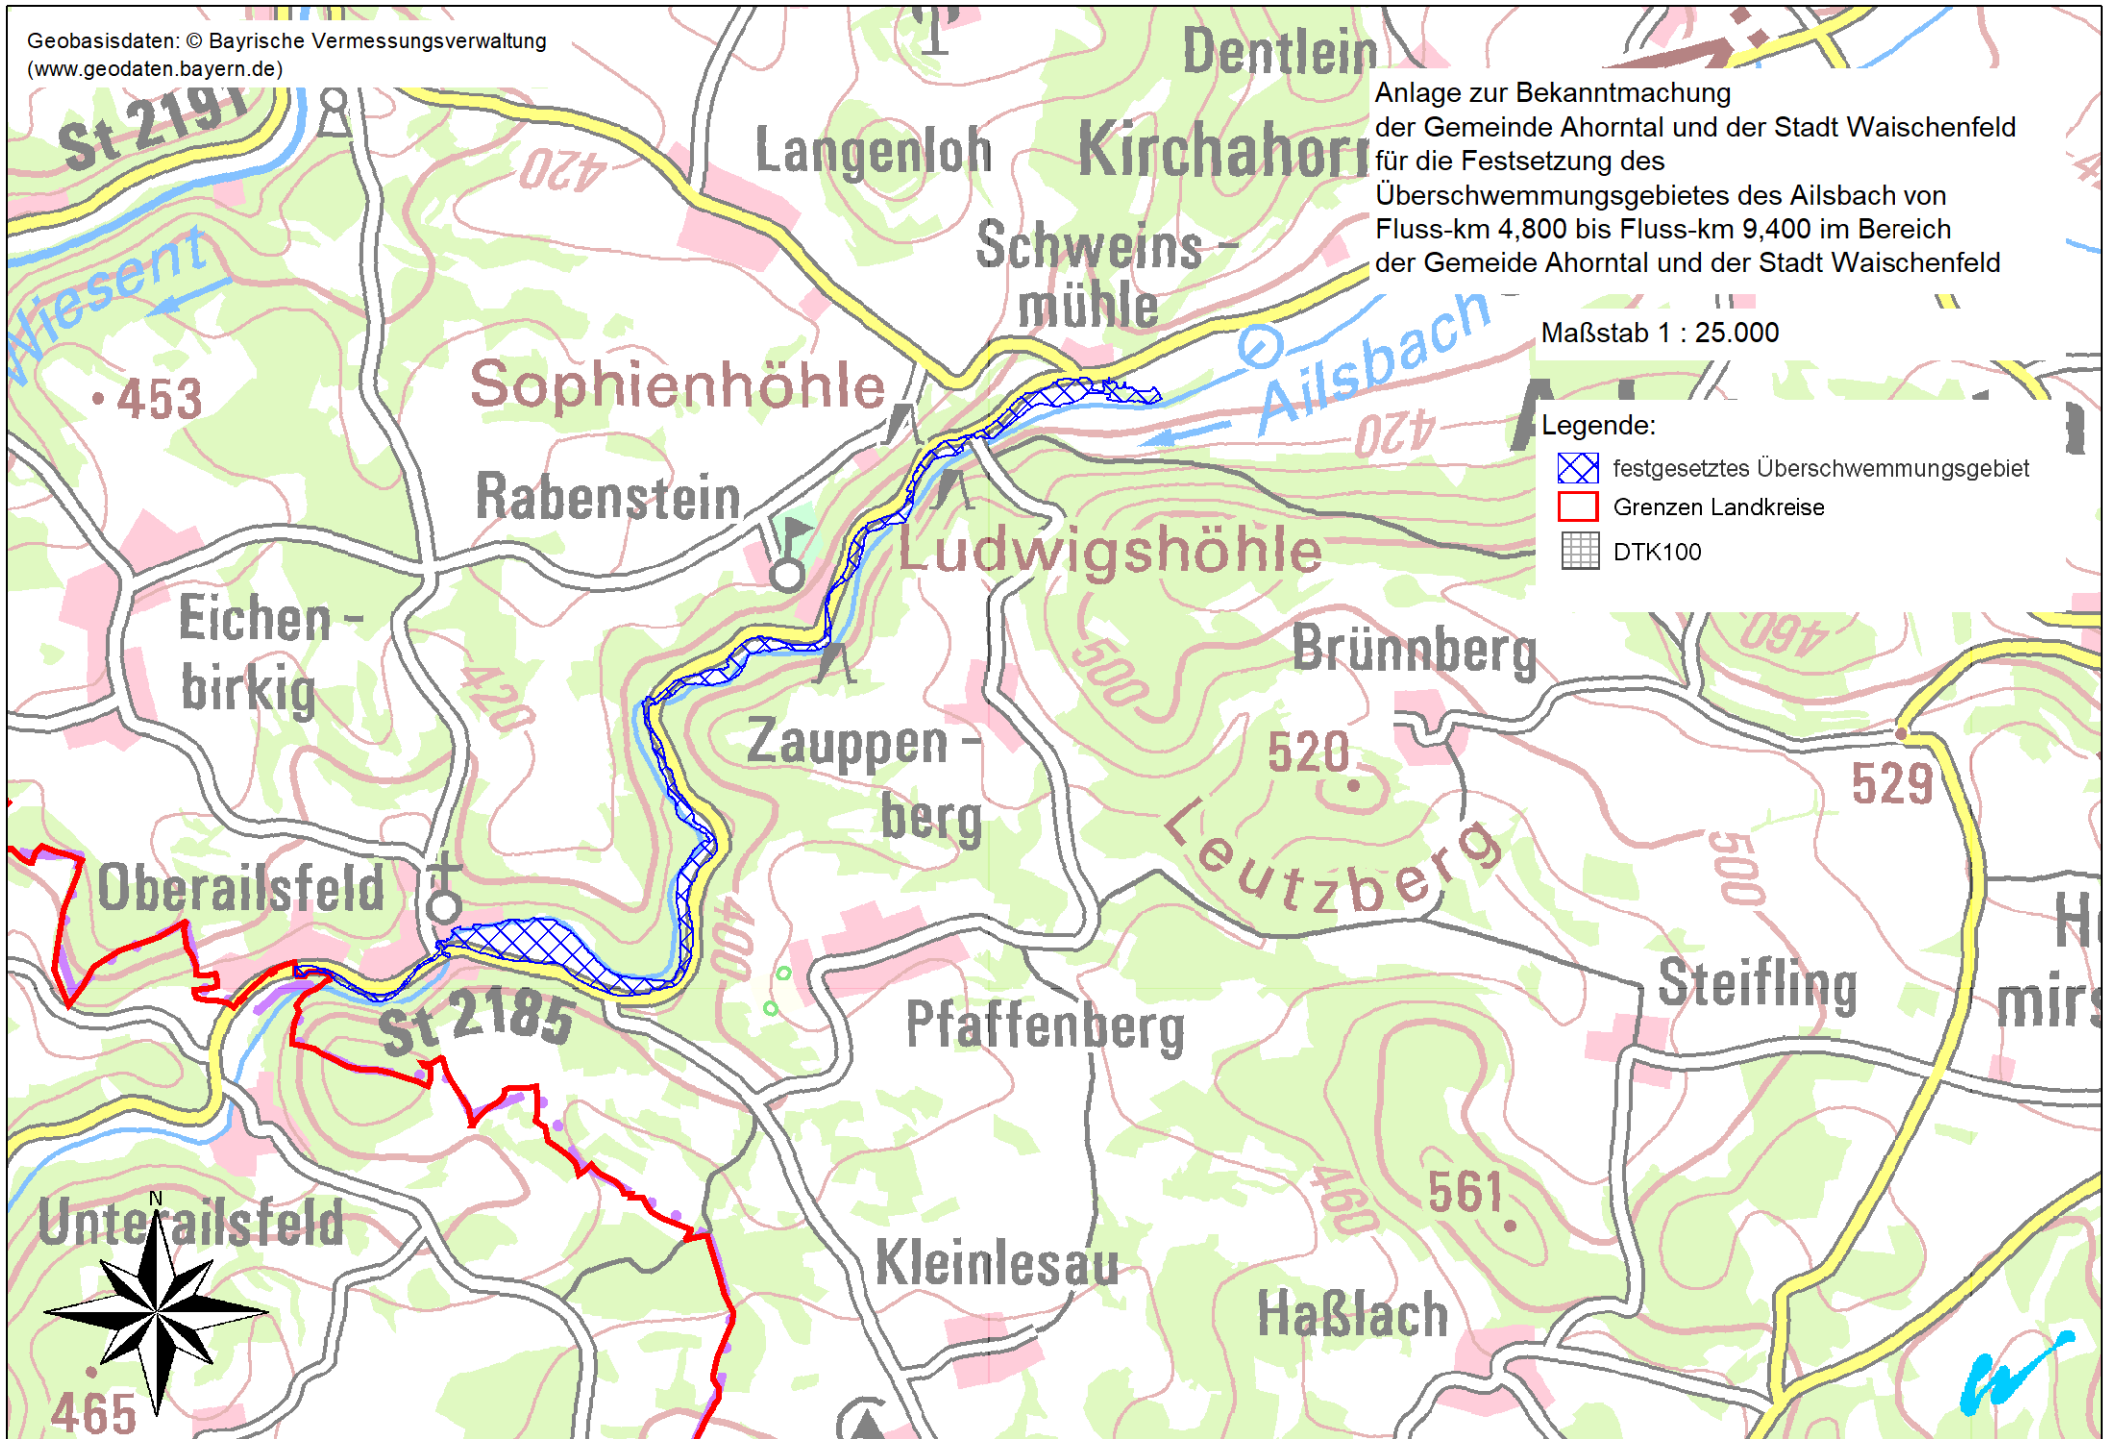 Geobasisdaten: © Bayrische Vermessungsverwaltung
(www.geodaten.bayern.de)
Anlage zur Bekanntmachung
der Gemeinde Ahorntal und der Stadt Waischenfeld
für die Festsetzung des
Überschwemmungsgebietes des Ailsbach von
Fluss-km 4,800 bis Fluss-km 9,400 im Bereich
der Gemeide Ahorntal und der Stadt Waischenfeld
Maßstab 1 : 25.000
Legende:
festgesetztes Überschwemmungsgebiet
Grenzen Landkreise
DTK100
Dentlein
St 2191
Langenloh
Kirchahorn
420
Schweins-
mühle
Wiesent
Ailsbach
453
Sophienhöhle
420
Rabenstein
Ludwigshöhle
Eichen-
birkig
Brünnberg
460
500
420
Zauppen-
berg
520
529
Leutzberg
500
Oberailsfeld
400
St 2185
Pfaffenberg
Steifling
mirs
Unterailsfeld
N
460
561
Kleinlesau
Haßlach
465